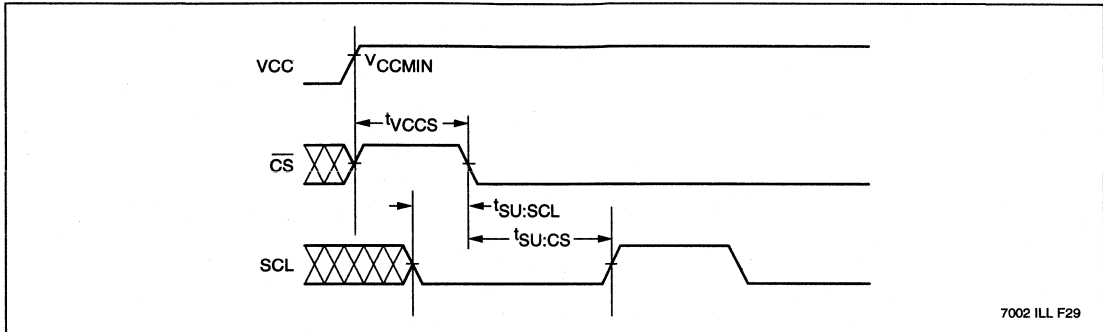 VCC
VCCMIN
tVCCS
CS
tSU:SCL
tSU:CS
SCL
7002 ILL F29